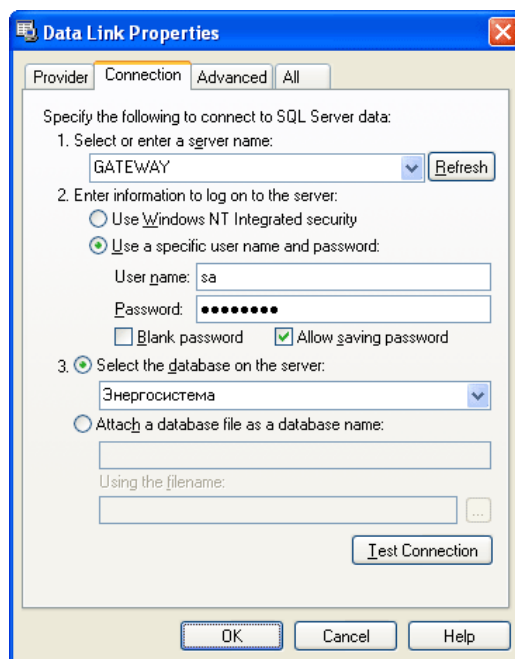 Data Link Properties
Provider Connection Advanced All
Specify the following to connect to SQL Server data:
1. Select or enter a server name:
GATEWAY Refresh
2. Enter information to log on to the server:
Use Windows NT Integrated security
Use a specific user name and password:
User name: sa
Password: ●●●●●●●●
Blank password Allow saving password
3. Select the database on the server:
Энергосистема
Attach a database file as a database name:
Using the filename:
...
Test Connection
OK Cancel Help